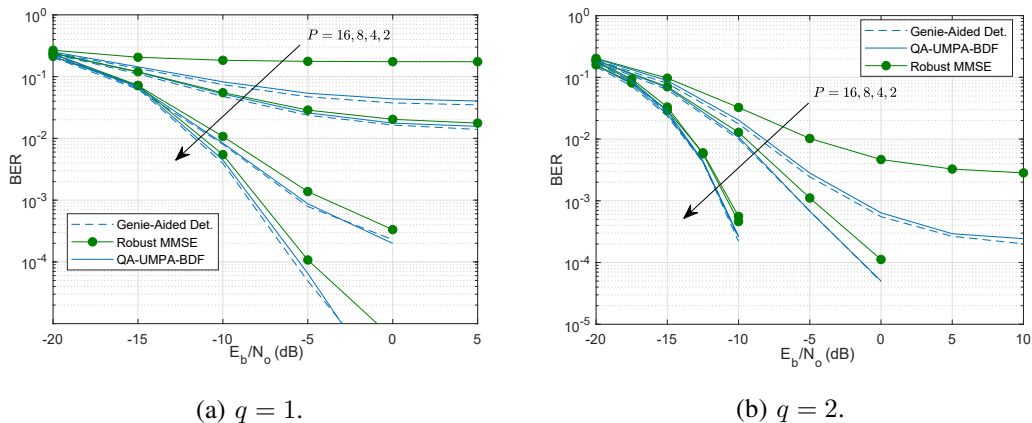 10^0
10^-1
10^-2
10^-3
10^-4
BER
-20 -15 -10 -5 0 5
E_b/N_o (dB)
P = 16, 8, 4, 2
Genie-Aided Det.
Robust MMSE
QA-UMPA-BDF
(a) q = 1.
10^0
10^-1
10^-2
10^-3
10^-4
10^-5
BER
-20 -15 -10 -5 0 5 10
E_b/N_o (dB)
Genie-Aided Det.
QA-UMPA-BDF
Robust MMSE
P = 16, 8, 4, 2
(b) q = 2.